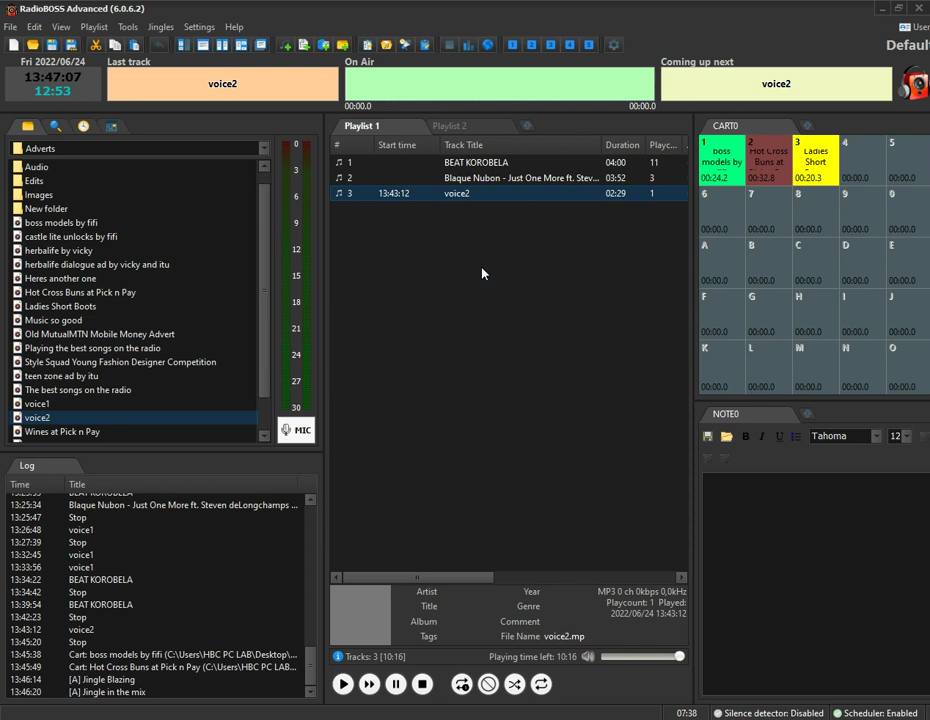 RadioBOSS Advanced (6.0.6.2)
File Edit View Playlist Tools Jingles Settings Help
User
Defaul
Fri 2022/06/24
13:47:07
12:53
Last track
voice2
On Air
00:00.0 00:00.0
Coming up next
voice2
Adverts
Audio
Edits
Images
New folder
boss models by fifi
castle lite unlocks by fifi
herbalife by vicky
herbalife dialogue ad by vicky and itu
Heres another one
Hot Cross Buns at Pick n Pay
Ladies Short Boots
Music so good
Old MutualMTN Mobile Money Advert
Playing the best songs on the radio
Style Squad Young Fashion Designer Competition
teen zone ad by itu
The best songs on the radio
voice1
voice2
Wines at Pick n Pay
0
3
6
9
12
15
18
21
24
27
30
MIC
Playlist 1 Playlist 2
# Start time Track Title Duration Playc...
1 BEAT KOROBELA 04:00 11
2 Blaque Nubon - Just One More ft. Stev... 03:52 3
3 13:43:12 voice2 02:29 1
CART0
1 boss models by 00:24.2
2 Hot Cross Buns at 00:32.8
3 Ladies Short 00:20.3
4 00:00.0
5 00:00.0
6 00:00.0
7 00:00.0
8 00:00.0
9 00:00.0
0 00:00.0
A 00:00.0
B 00:00.0
C 00:00.0
D 00:00.0
E 00:00.0
F 00:00.0
G 00:00.0
H 00:00.0
I 00:00.0
J 00:00.0
K 00:00.0
L 00:00.0
M 00:00.0
N 00:00.0
O 00:00.0
NOTE0
B I U Tahoma 12
Log
Time Title
BEAT KOROBELA
13:25:34 Blaque Nubon - Just One More ft. Steven deLongchamps ...
13:25:47 Stop
13:26:48 voice1
13:27:39 Stop
13:32:45 voice1
13:33:56 voice1
13:34:22 BEAT KOROBELA
13:34:42 Stop
13:39:54 BEAT KOROBELA
13:42:23 Stop
13:43:12 voice2
13:45:20 Stop
13:45:38 Cart: boss models by fifi (C:\Users\HBC PC LAB\Desktop\...
13:45:49 Cart: Hot Cross Buns at Pick n Pay (C:\Users\HBC PC LAB...
13:46:14 [A] Jingle Blazing
13:46:20 [A] Jingle in the mix
Artist Year
Title Genre
Album Comment
Tags File Name voice2.mp
MP3 0 ch 0kbps 0,0kHz
Playcount: 1 Played:
2022/06/24 13:43:12
Tracks: 3 [10:16] Playing time left: 10:16
07:38 Silence detector: Disabled Scheduler: Enabled